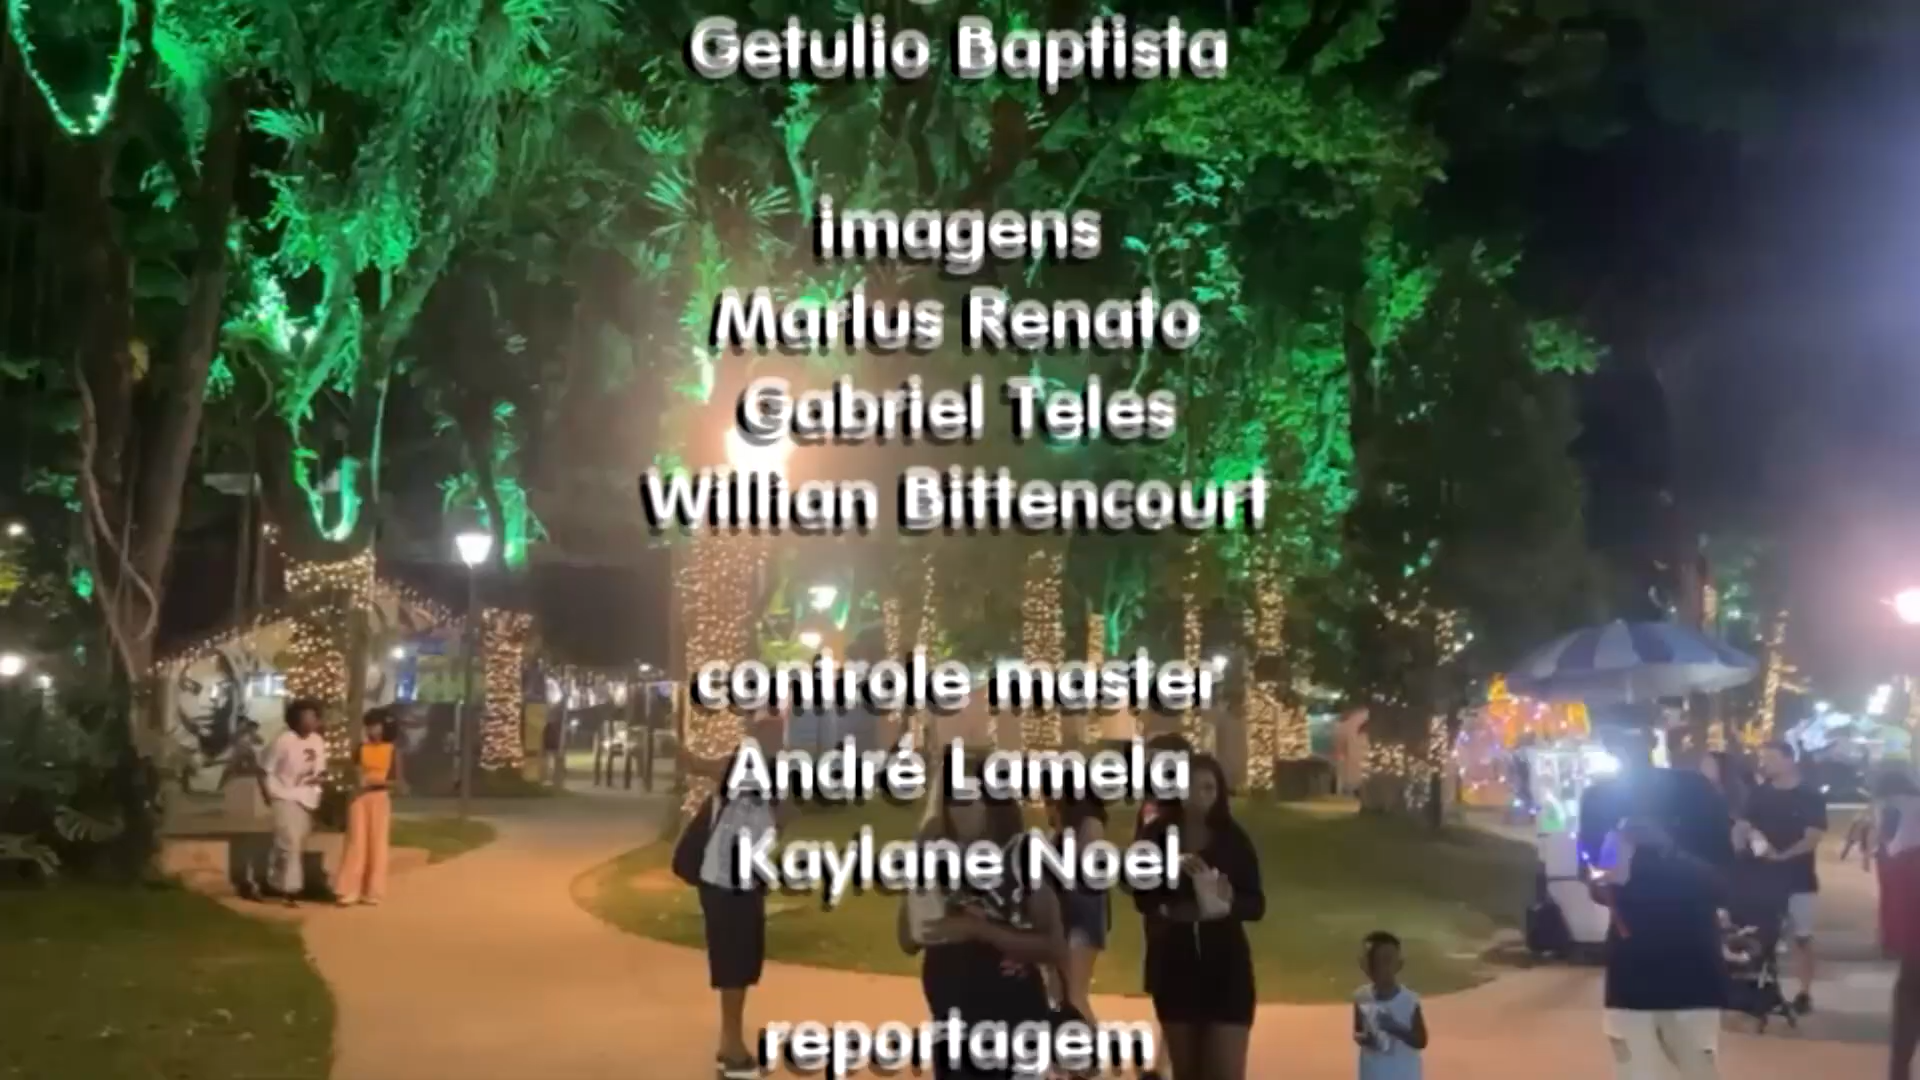 Getulio Baptista
imagens
Marlus Renato
Gabriel Teles
Willian Bittencourt
controle master
André Lamela
Kaylane Noel
reportagem